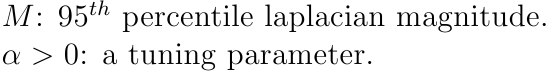 M: 95th percentile laplacian magnitude.
α > 0: a tuning parameter.